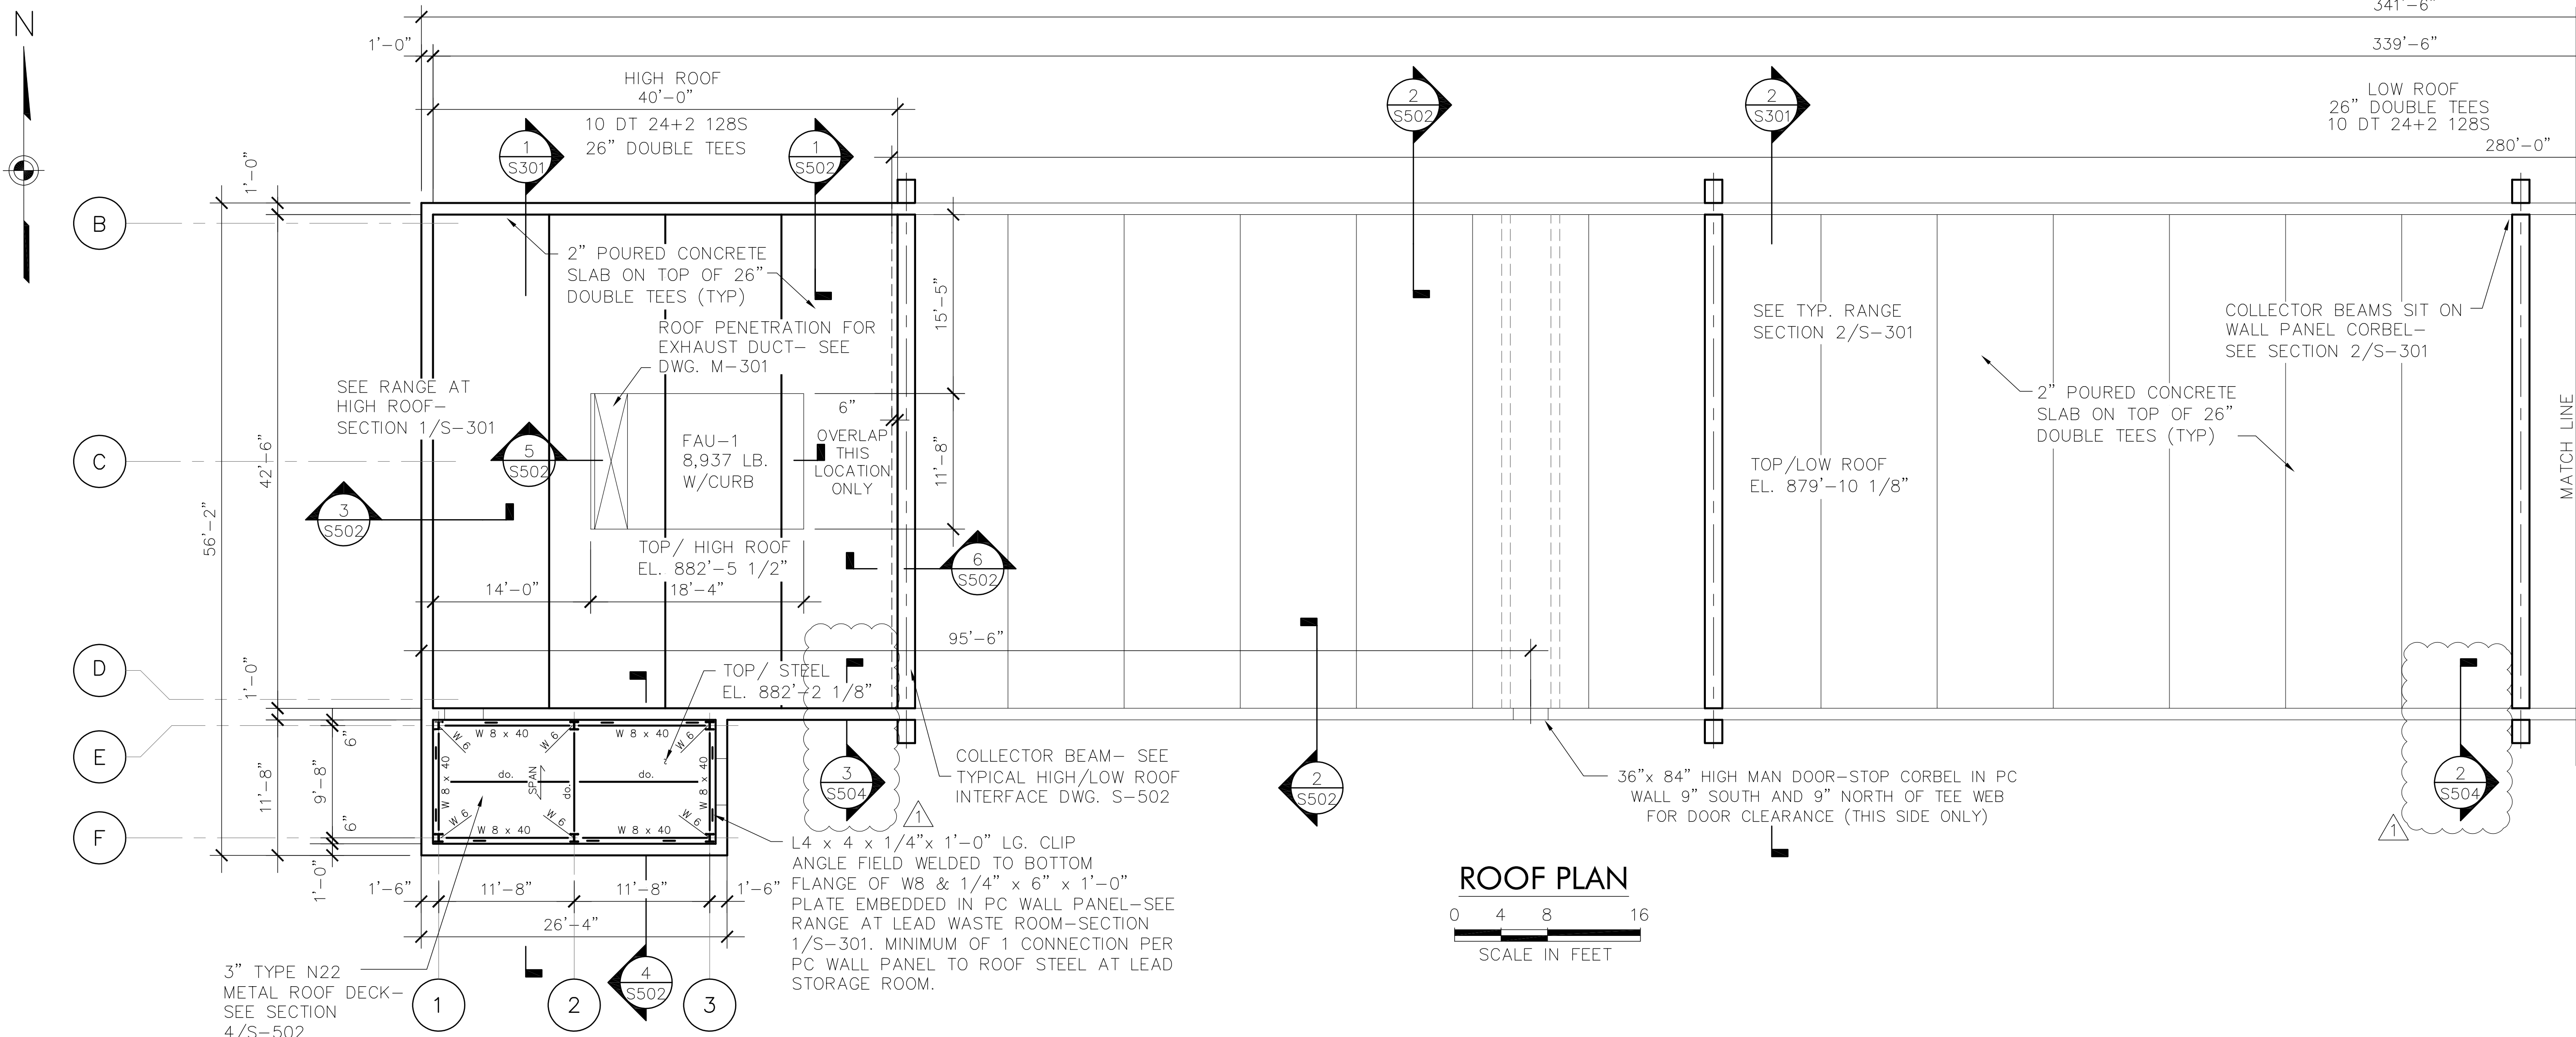 N
341'-6"
339'-6"
1'-0"
HIGH ROOF
40'-0"
10 DT 24+2 128S
26" DOUBLE TEES
LOW ROOF
26" DOUBLE TEES
10 DT 24+2 128S
280'-0"
1
S301
1
S502
2
S502
2
S301
1'-0"
B
C
D
E
F
2" POURED CONCRETE
SLAB ON TOP OF 26"
DOUBLE TEES (TYP)
ROOF PENETRATION FOR
EXHAUST DUCT- SEE
DWG. M-301
15'-5"
SEE TYP. RANGE
SECTION 2/S-301
COLLECTOR BEAMS SIT ON
WALL PANEL CORBEL-
SEE SECTION 2/S-301
SEE RANGE AT
HIGH ROOF-
SECTION 1/S-301
2" POURED CONCRETE
SLAB ON TOP OF 26"
DOUBLE TEES (TYP)
MATCH LINE
6"
OVERLAP
THIS
LOCATION
ONLY
FAU-1
8,937 LB.
W/CURB
11'-8"
5
S502
42'-6"
56'-2"
TOP/LOW ROOF
EL. 879'-10 1/8"
3
S502
TOP/ HIGH ROOF
EL. 882'-5 1/2"
6
S502
14'-0"
18'-4"
95'-6"
1'-0"
TOP/ STEEL
EL. 882'-2 1/8"
W 8 x 40
W 8 x 40
W 6
W 6
W 6
6"
9'-8"
6"
11'-8"
1'-0"
W 8 x 40
do.
SPAN
do.
do.
W 8 x 40
W 6
W 6
W 6
W 8 x 40
W 8 x 40
3
S504
1
COLLECTOR BEAM- SEE
TYPICAL HIGH/LOW ROOF
INTERFACE DWG. S-502
2
S502
36"x 84" HIGH MAN DOOR-STOP CORBEL IN PC
WALL 9" SOUTH AND 9" NORTH OF TEE WEB
FOR DOOR CLEARANCE (THIS SIDE ONLY)
2
S504
1
L4 x 4 x 1/4"x 1'-0" LG. CLIP
ANGLE FIELD WELDED TO BOTTOM
FLANGE OF W8 & 1/4" x 6" x 1'-0"
PLATE EMBEDDED IN PC WALL PANEL-SEE
RANGE AT LEAD WASTE ROOM-SECTION
1/S-301. MINIMUM OF 1 CONNECTION PER
PC WALL PANEL TO ROOF STEEL AT LEAD
STORAGE ROOM.
1'-6"
11'-8"
11'-8"
1'-6"
26'-4"
3" TYPE N22
METAL ROOF DECK-
SEE SECTION
4/S-502
1
2
3
4
S502
ROOF PLAN
0 4 8 16
SCALE IN FEET